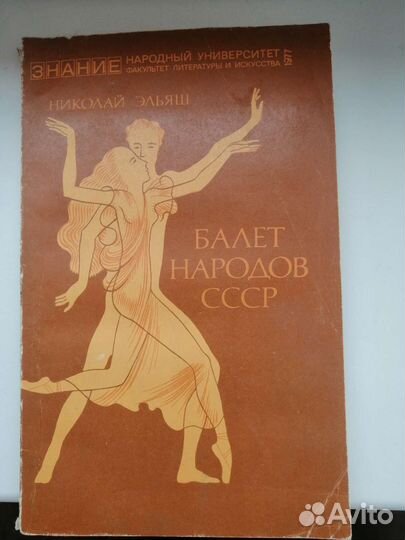 ЗНАНИЕ
НАРОДНЫЙ УНИВЕРСИТЕТ
ФАКУЛЬТЕТ ЛИТЕРАТУРЫ И ИСКУССТВА
1977
НИКОЛАЙ ЭЛЬЯШ
БАЛЕТ
НАРОДОВ
СССР
Avito